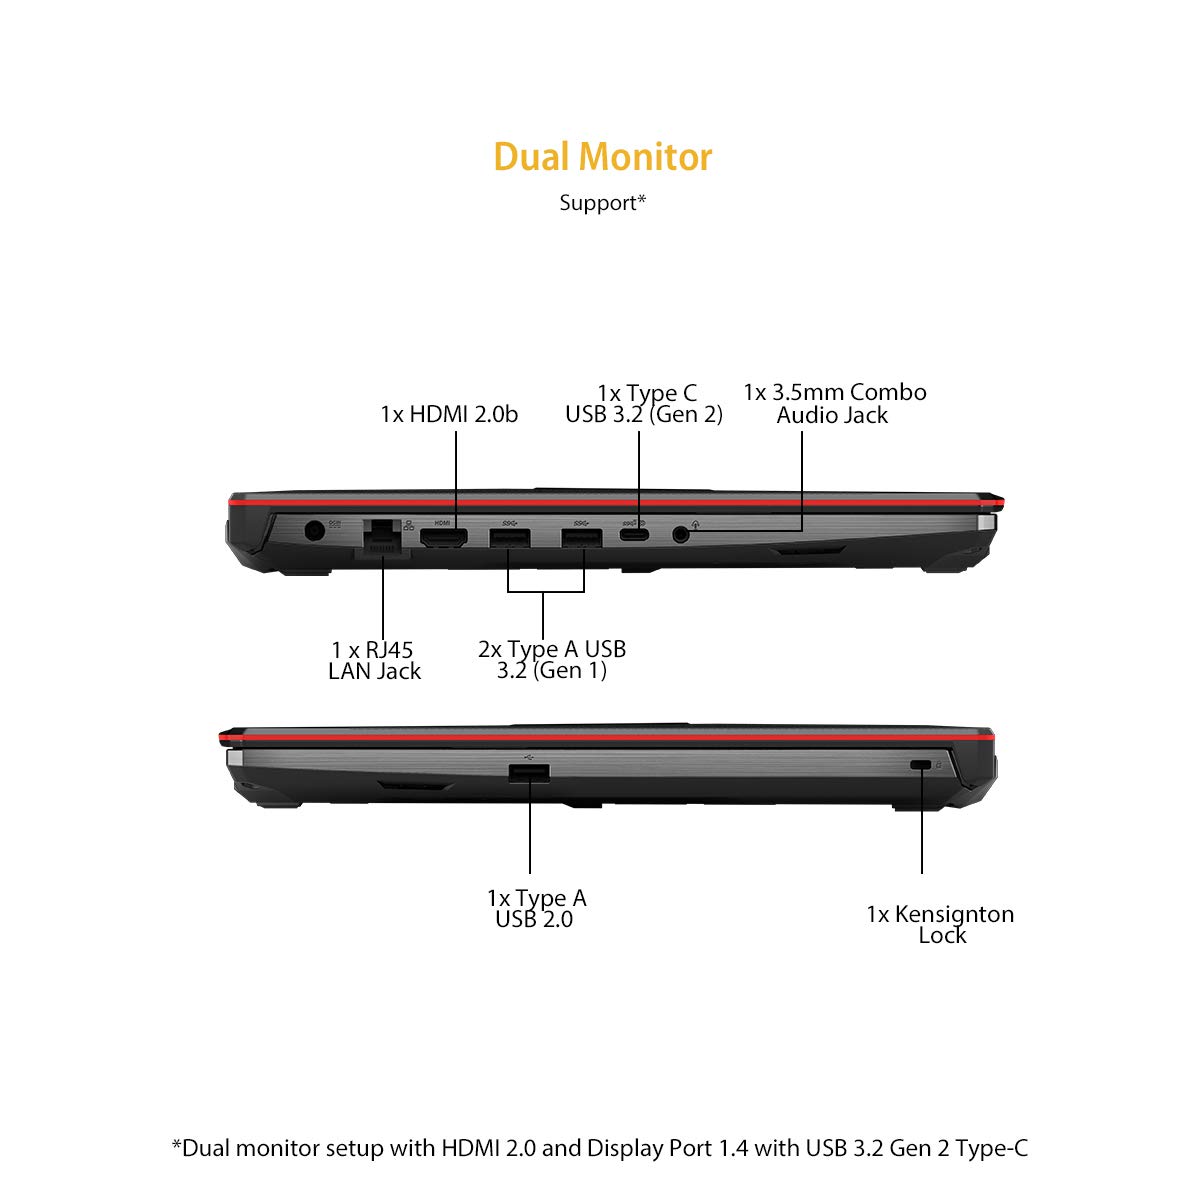 Dual Monitor
Support*
1x HDMI 2.0b
1x Type C
USB 3.2 (Gen 2)
1x 3.5mm Combo
Audio Jack
DCIN
HDMI
1 x RJ45
LAN Jack
2x Type A USB
3.2 (Gen 1)
1x Type A
USB 2.0
1x Kensignton
Lock
*Dual monitor setup with HDMI 2.0 and Display Port 1.4 with USB 3.2 Gen 2 Type-C